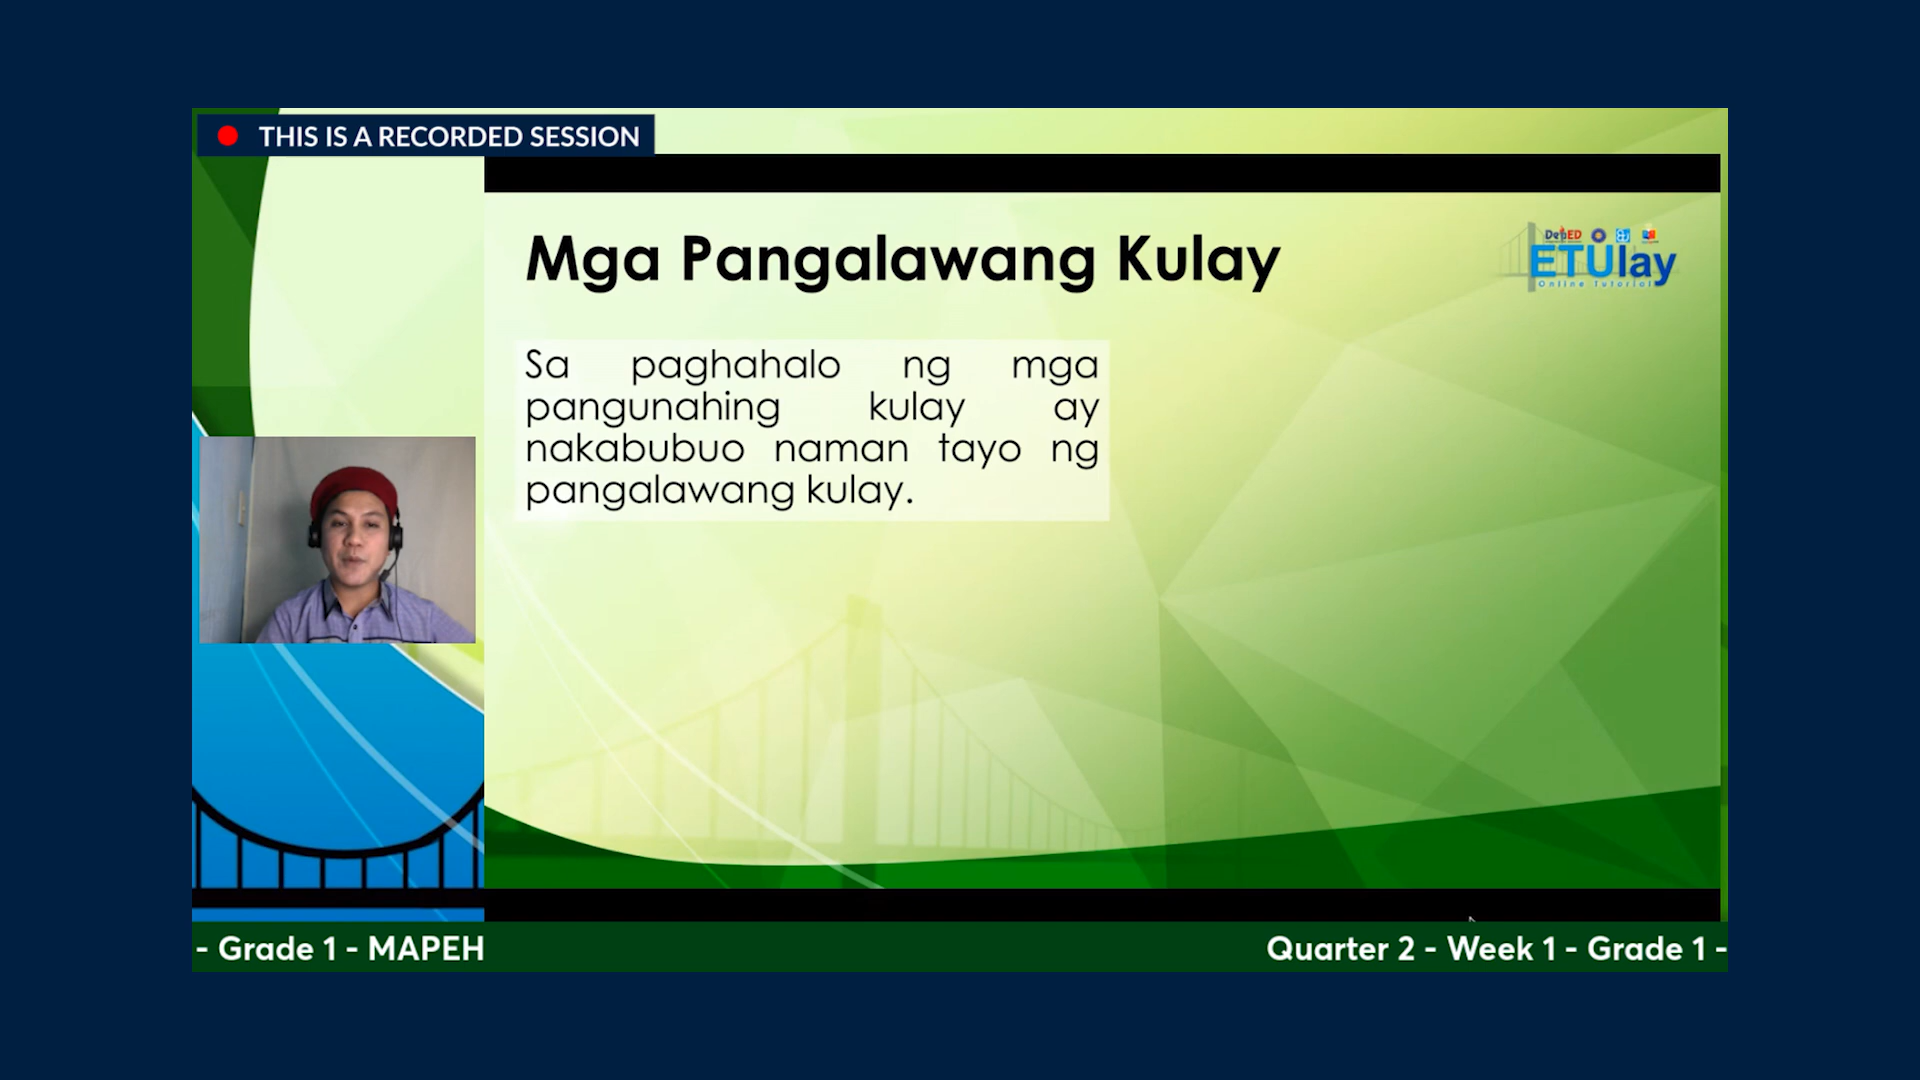 THIS IS A RECORDED SESSION
Mga Pangalawang Kulay
DepED
ETUlay
Online Tutorial
Sa paghahalo ng mga
pangunahing kulay ay
nakabubuo naman tayo ng
pangalawang kulay.
- Grade 1 - MAPEH
Quarter 2 - Week 1 - Grade 1 -